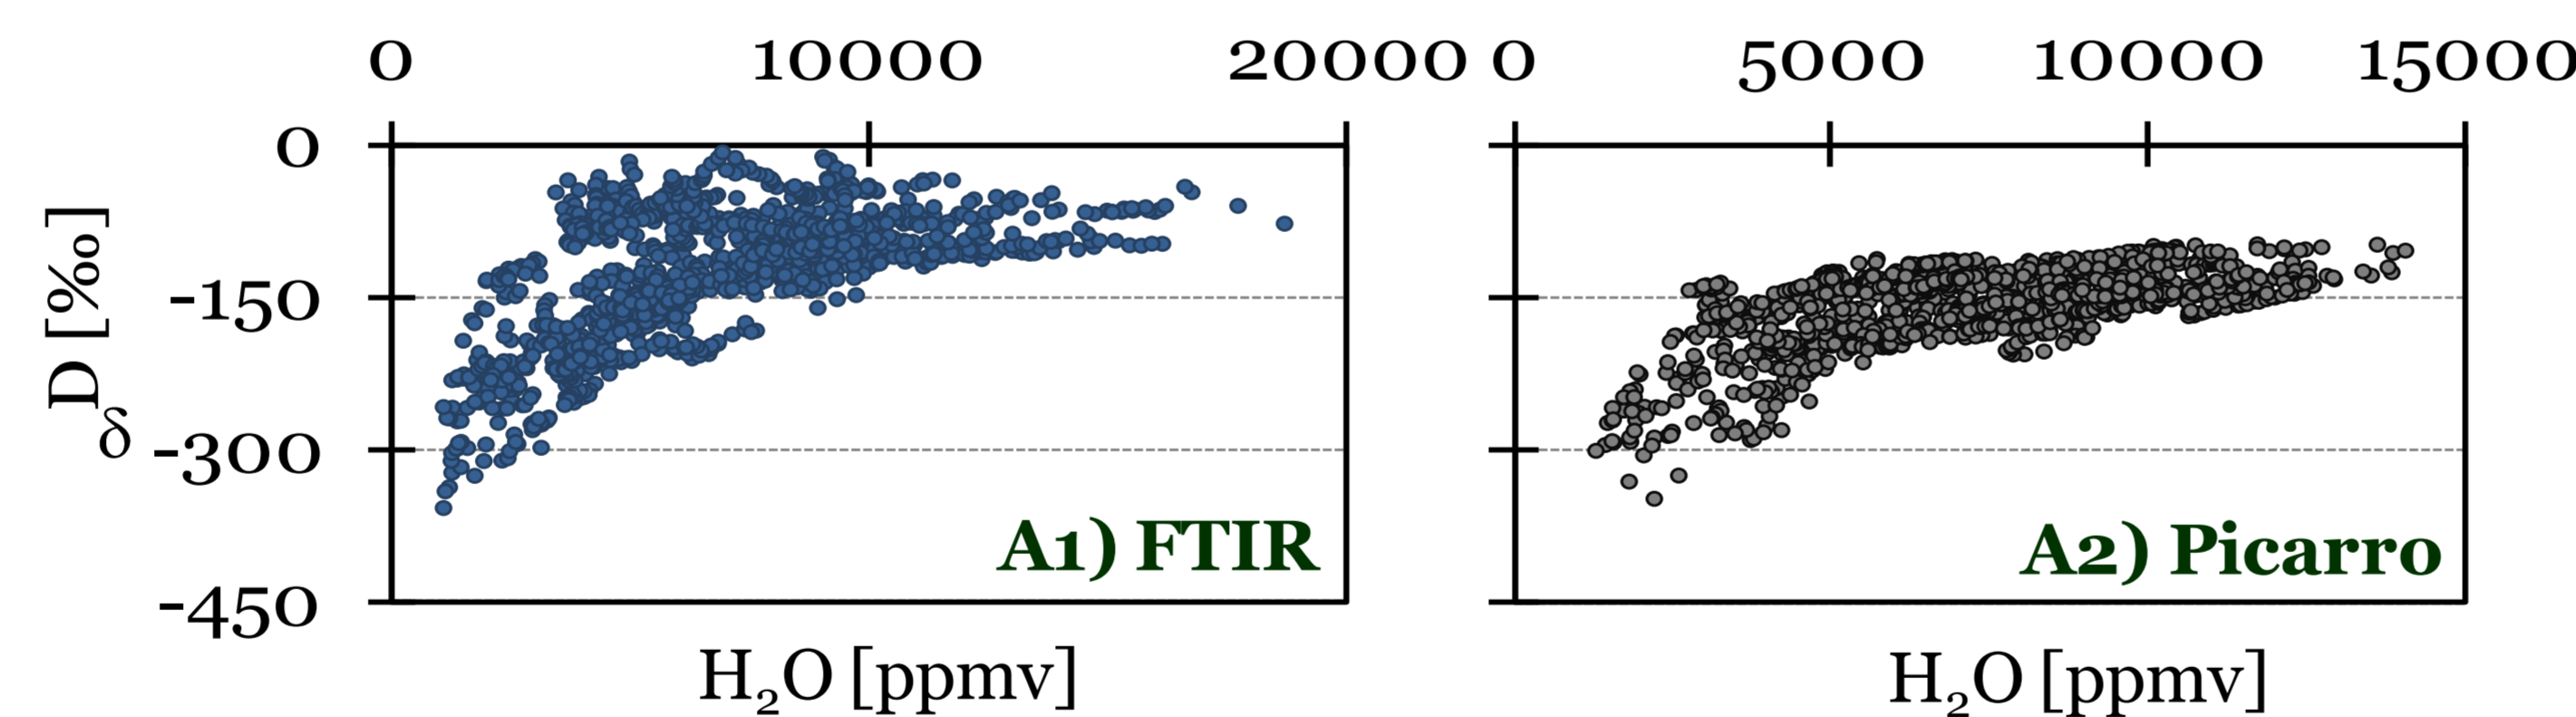 0 10000 20000 0 5000 10000 15000
0
-150
-300
-450
δD [‰]
A1) FTIR
A2) Picarro
H₂O [ppmv]
H₂O [ppmv]